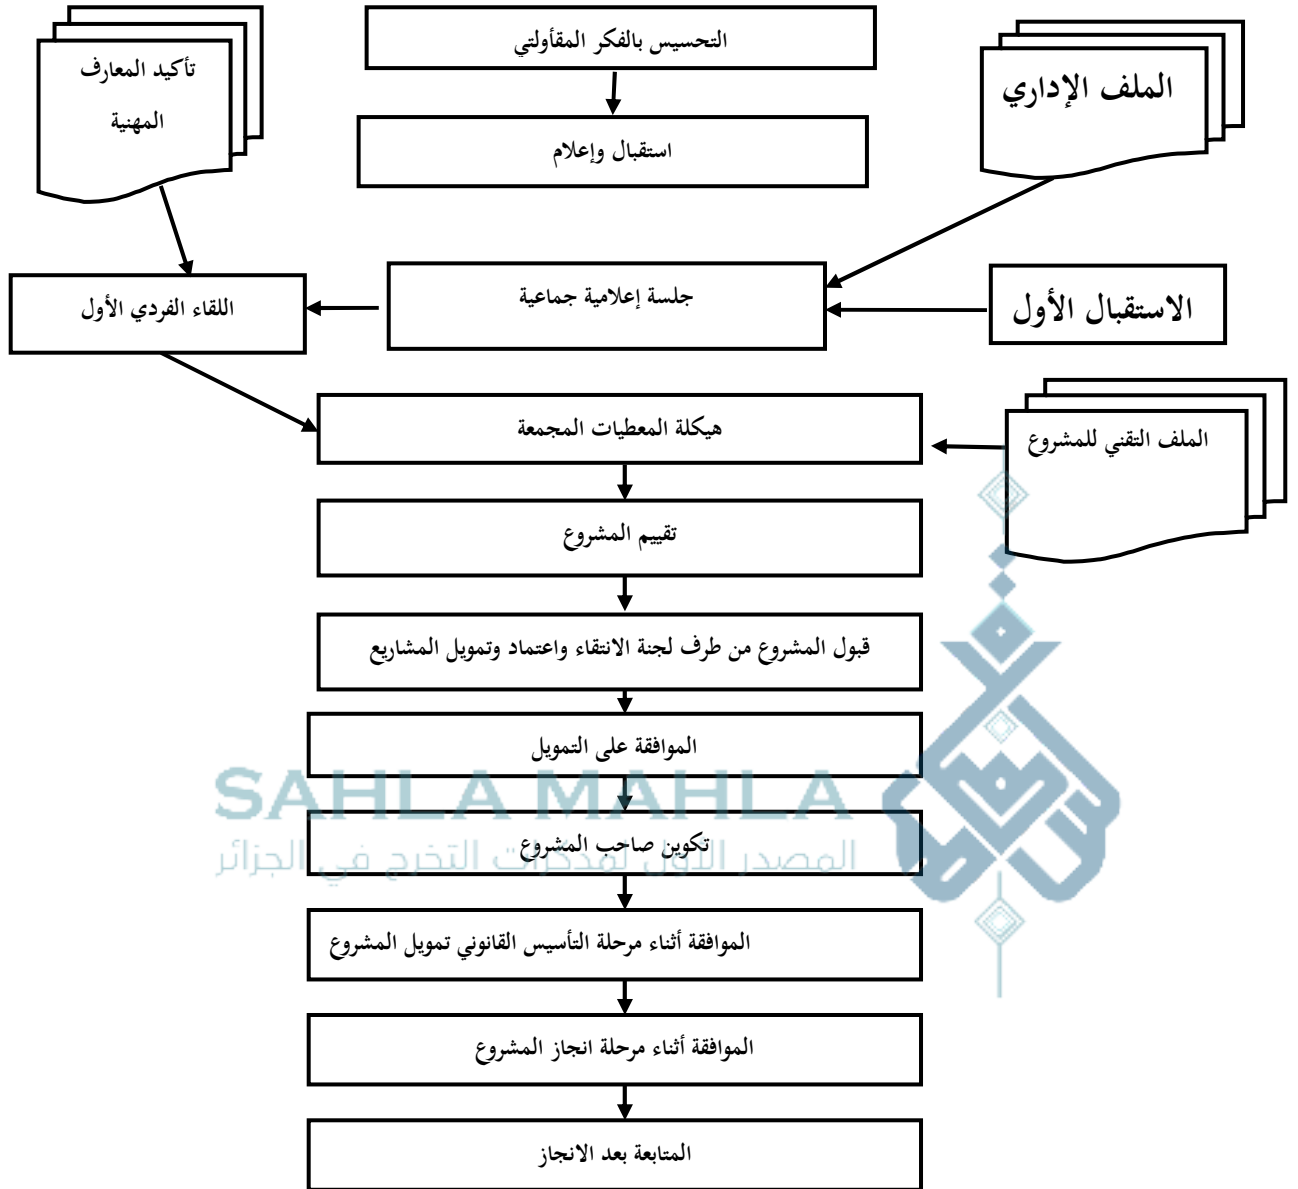 التحسيس بالفكر المقأولتي
الملف الإداري
تأكيد المعارف
المهنية
استقبال وإعلام
الاستقبال الأول
جلسة إعلامية جماعية
اللقاء الفردي الأول
هيكلة المعطيات المجمعة
الملف التقني للمشروع
تقييم المشروع
قبول المشروع من طرف لجنة الانتقاء واعتماد وتمويل المشاريع
الموافقة على التمويل
SAHLA MAHLA
تكوين صاحب المشروع
المصدر الأول لمذكرات التخرج في الجزائر
الموافقة أثناء مرحلة التأسيس القانوني تمويل المشروع
الموافقة أثناء مرحلة انجاز المشروع
المتابعة بعد الانجاز